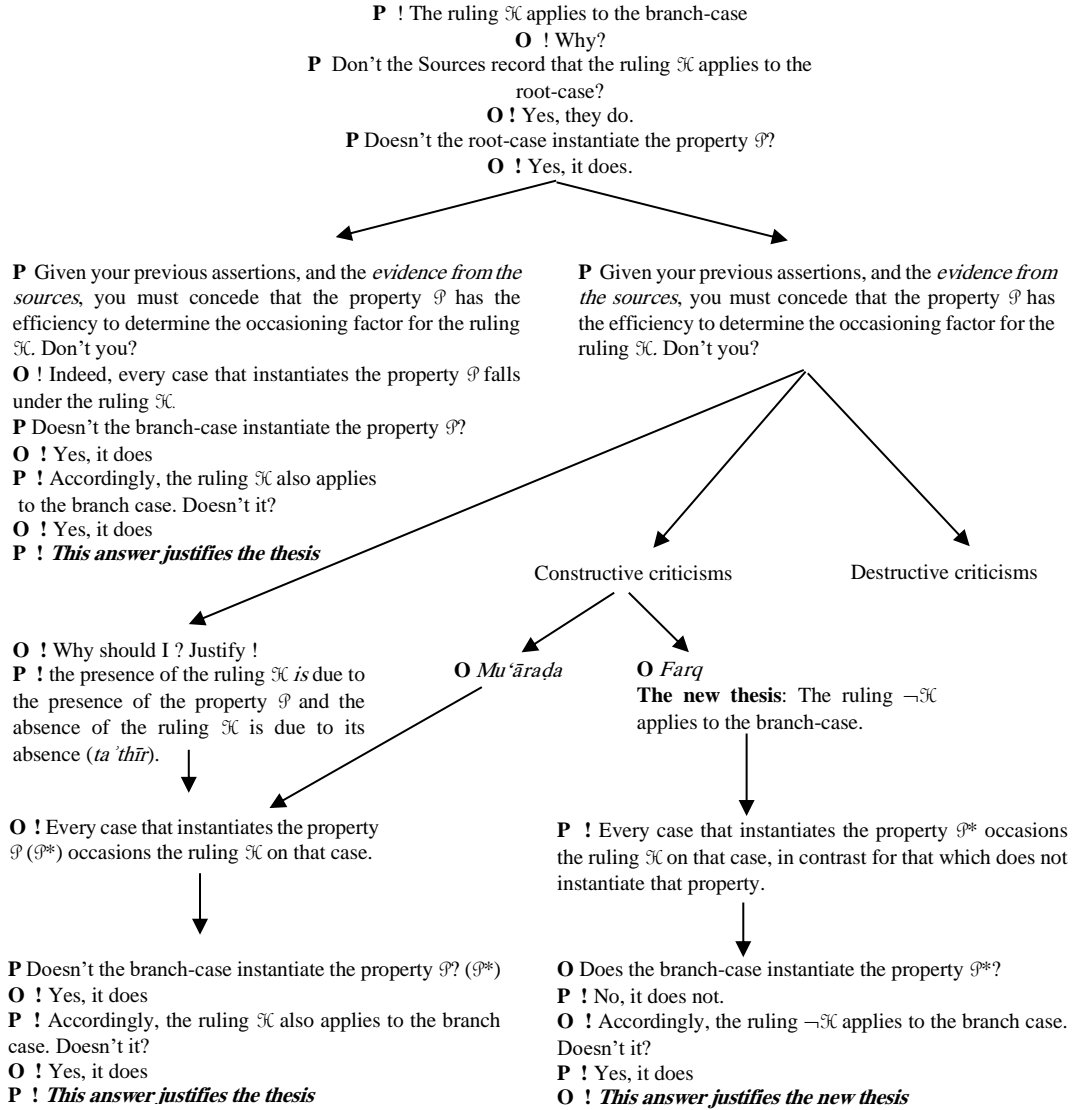 P ! The ruling ℋ applies to the branch-case
O ! Why?
P Don’t the Sources record that the ruling ℋ applies to the
root-case?
O ! Yes, they do.
P Doesn’t the root-case instantiate the property 𝒫?
O ! Yes, it does.
P Given your previous assertions, and the evidence from the
sources, you must concede that the property 𝒫 has the
efficiency to determine the occasioning factor for the ruling
ℋ. Don’t you?
O ! Indeed, every case that instantiates the property 𝒫 falls
under the ruling ℋ.
P Doesn’t the branch-case instantiate the property 𝒫?
O ! Yes, it does
P ! Accordingly, the ruling ℋ also applies
to the branch case. Doesn’t it?
O ! Yes, it does
P ! This answer justifies the thesis
P Given your previous assertions, and the evidence from
the sources, you must concede that the property 𝒫 has
the efficiency to determine the occasioning factor for the
ruling ℋ. Don’t you?
Constructive criticisms
Destructive criticisms
O ! Why should I ? Justify !
P ! the presence of the ruling ℋ is due to
the presence of the property 𝒫 and the
absence of the ruling ℋ is due to its
absence (ta’thīr).
O Mu‘āraḍa
O Farq
The new thesis: The ruling ¬ℋ
applies to the branch-case.
O ! Every case that instantiates the property
𝒫 (𝒫*) occasions the ruling ℋ on that case.
P ! Every case that instantiates the property 𝒫* occasions
the ruling ℋ on that case, in contrast for that which does not
instantiate that property.
P Doesn’t the branch-case instantiate the property 𝒫? (𝒫*)
O ! Yes, it does
P ! Accordingly, the ruling ℋ also applies to the branch
case. Doesn’t it?
O ! Yes, it does
P ! This answer justifies the thesis
O Does the branch-case instantiate the property 𝒫*?
P ! No, it does not.
O ! Accordingly, the ruling ¬ℋ applies to the branch case.
Doesn’t it?
P ! Yes, it does
O ! This answer justifies the new thesis